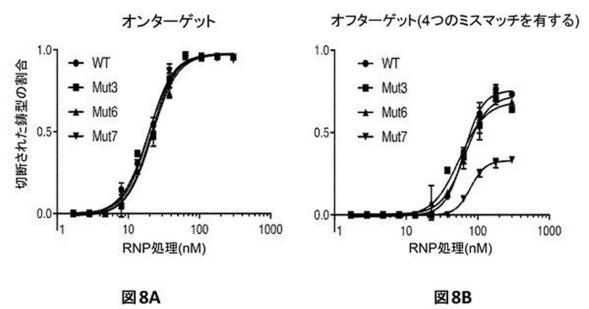 オンターゲット
切断された鋳型の割合
1.0
0.5
0.0
WT
Mut3
Mut6
Mut7
1
10
100
1000
RNP処理(nM)
図8A
オフターゲット(4つのミスマッチを有する)
1.0
0.5
0.0
WT
Mut3
Mut6
Mut7
1
10
100
1000
RNP処理(nM)
図8B